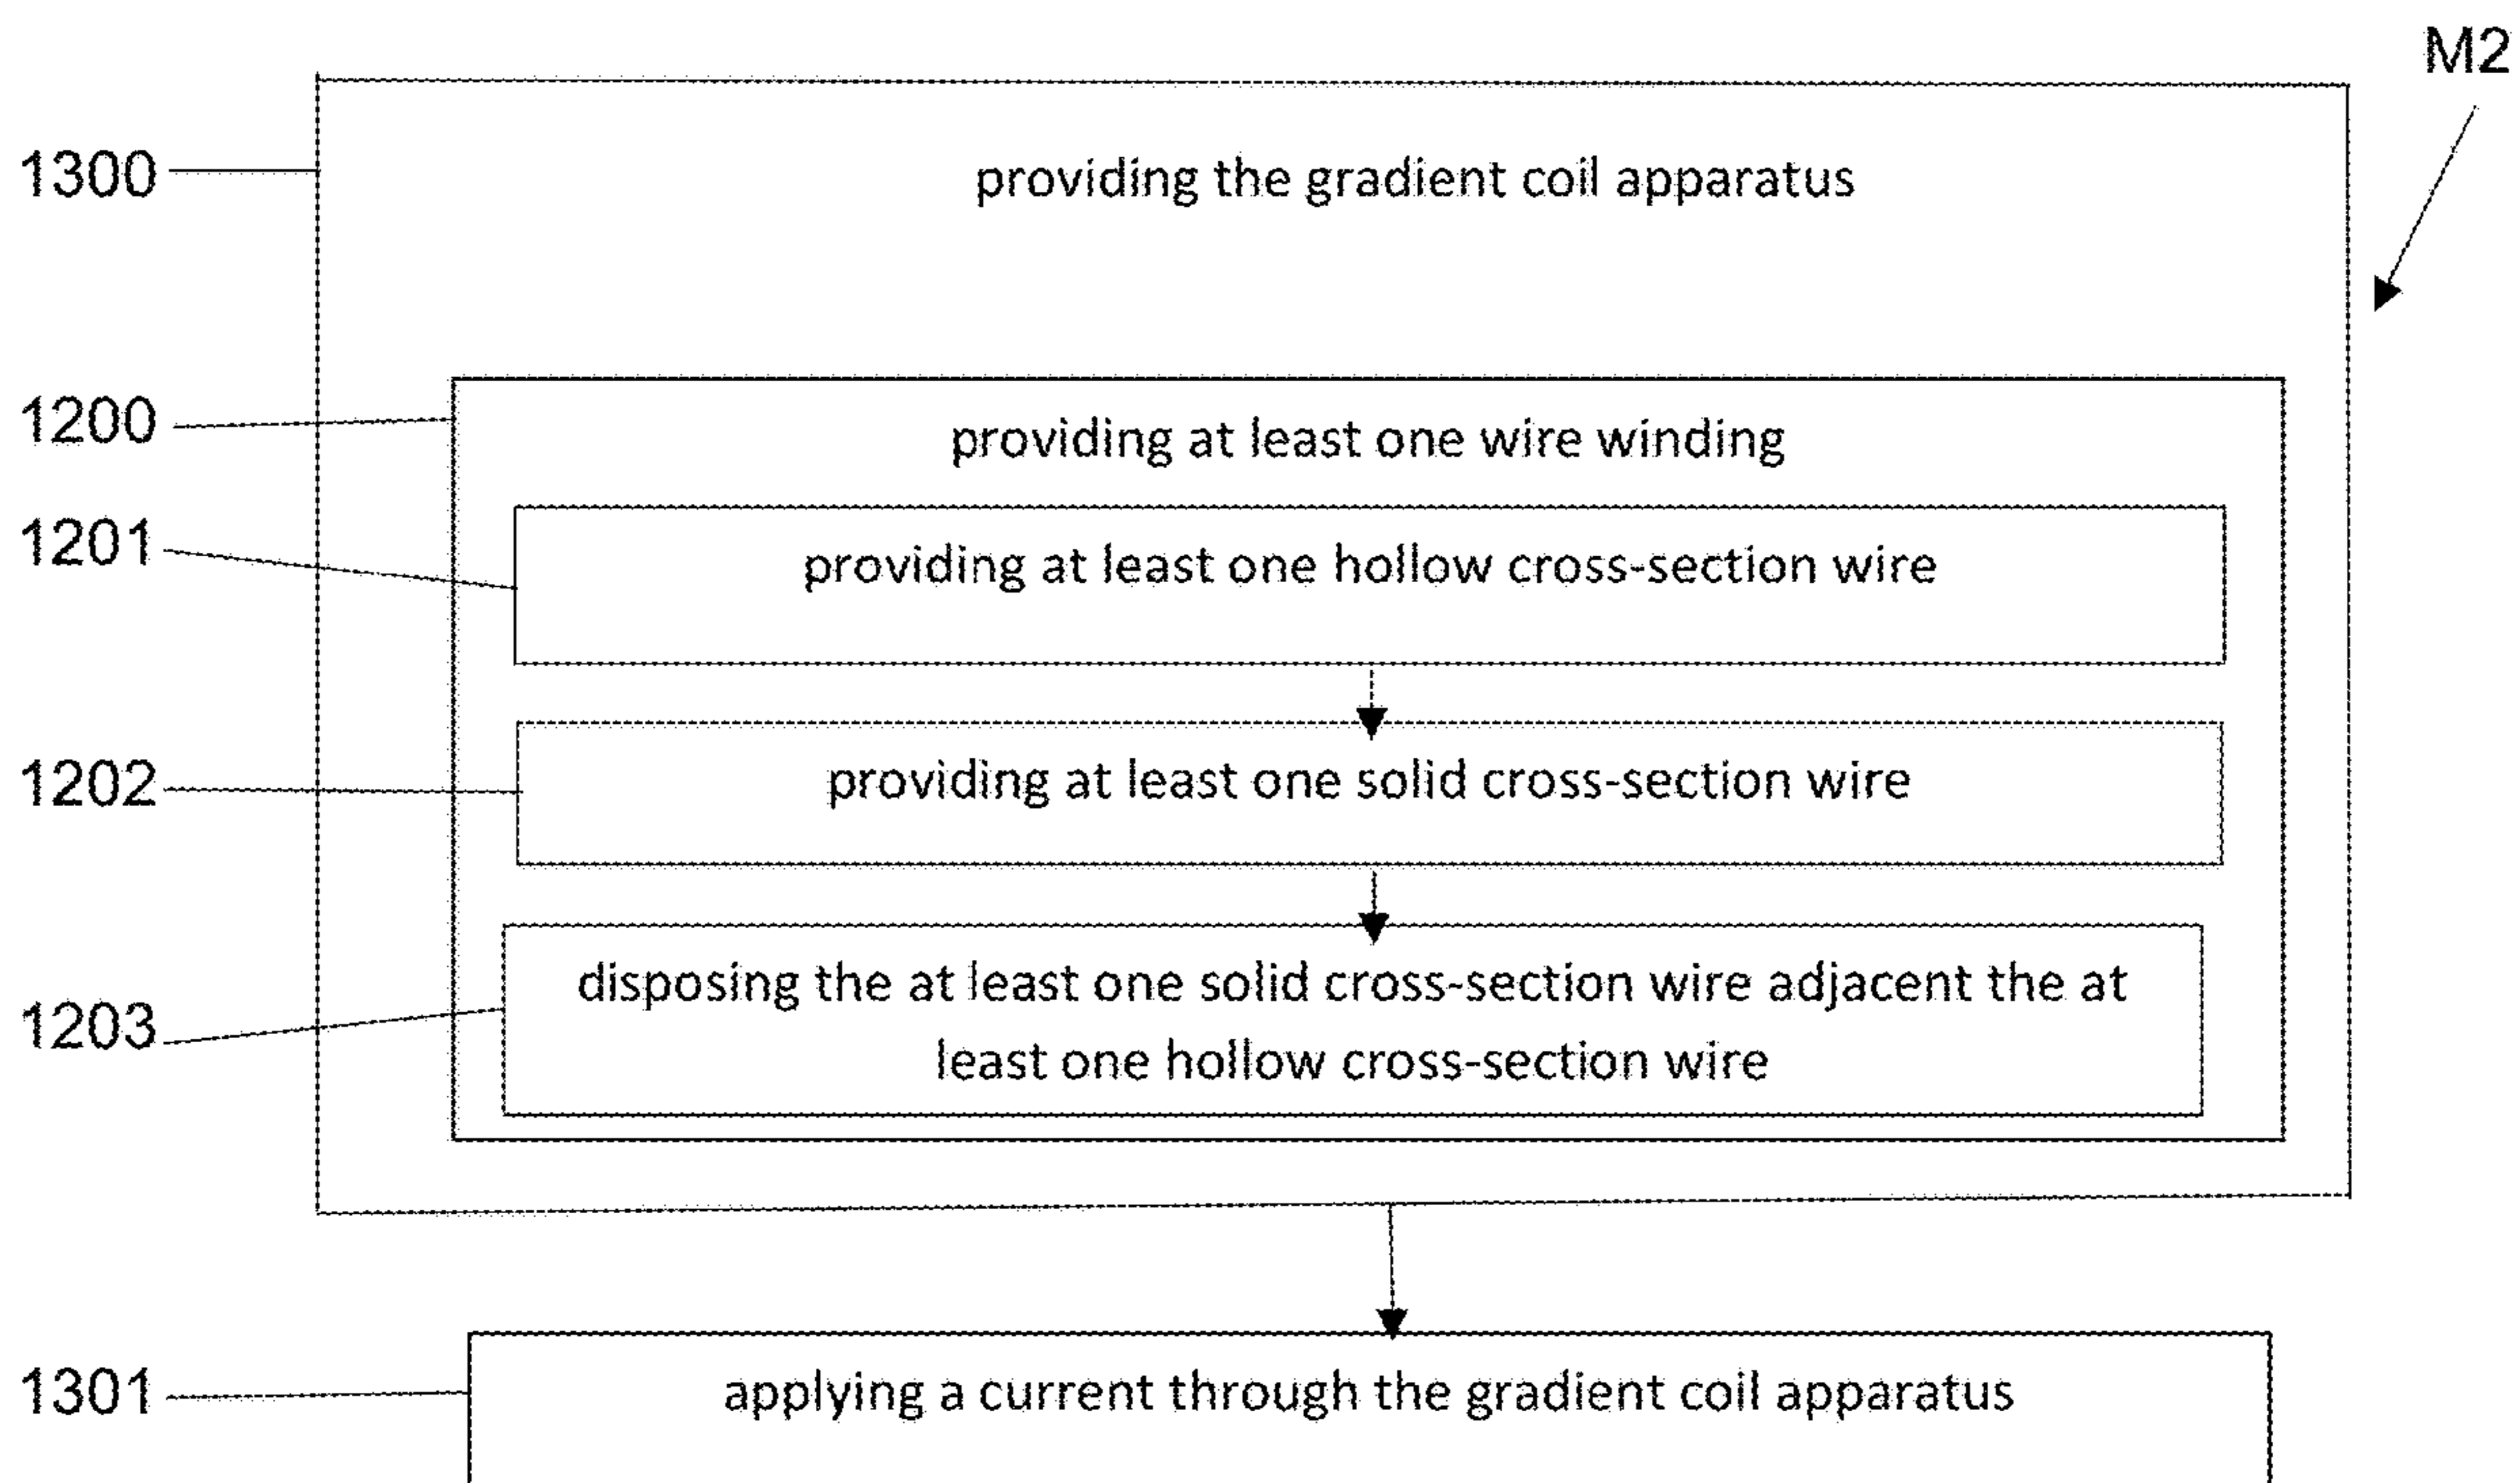 M2
1300
providing the gradient coil apparatus
1200
providing at least one wire winding
1201
providing at least one hollow cross-section wire
1202
providing at least one solid cross-section wire
1203
disposing the at least one solid cross-section wire adjacent the at
least one hollow cross-section wire
1301
applying a current through the gradient coil apparatus